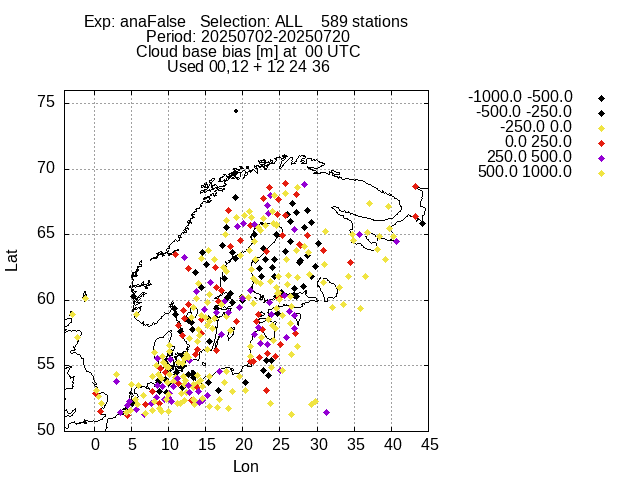 Exp: anaFalse   Selection: ALL    589 stations
Period: 20250702-20250720
Cloud base bias [m] at  00 UTC
Used 00,12 + 12 24 36
-1000.0 -500.0
-500.0 -250.0
-250.0 0.0
0.0 250.0
250.0 500.0
500.0 1000.0
75
70
65
60
55
50
Lat
0 5 10 15 20 25 30 35 40 45
Lon